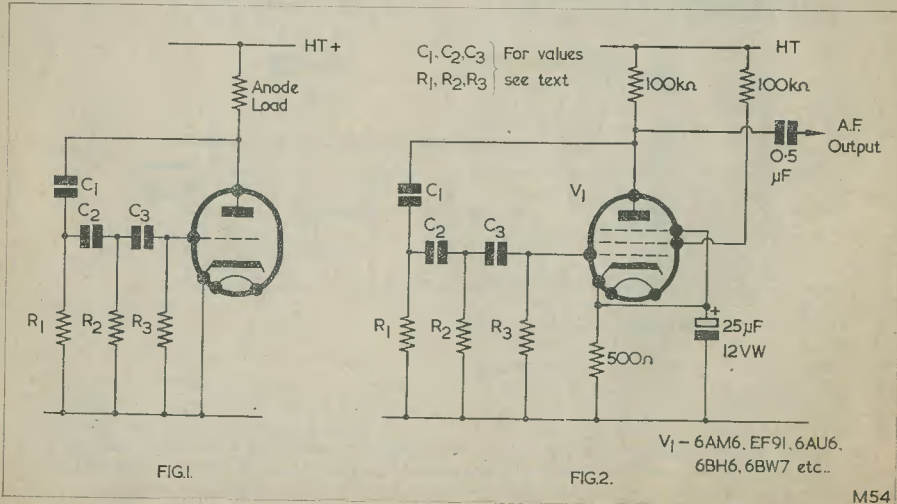 HT+
Anode
Load
C1
C2
C3
R1
R2
R3
FIG.1.
C1, C2, C3 } For values
R1, R2, R3 } see text
HT
100kΩ
100kΩ
A.F.
Output
0·5
μF
C1
V1
C2
C3
R1
R2
R3
500Ω
+
25μF
12VW
V1 – 6AM6, EF91, 6AU6,
6BH6, 6BW7 etc..
FIG.2.
M54